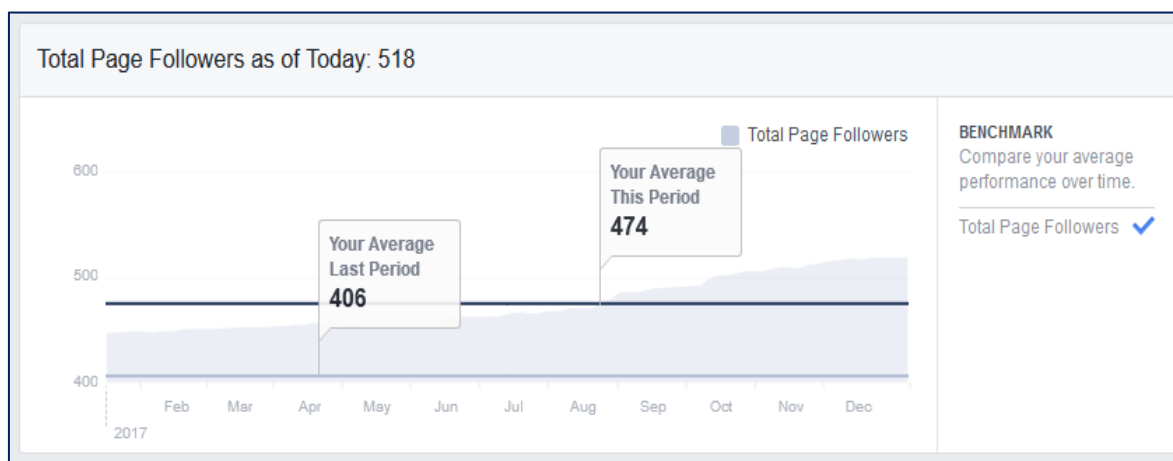 Total Page Followers as of Today: 518
Total Page Followers
BENCHMARK
Compare your average
performance over time.
Total Page Followers
600
500
400
Your Average
Last Period
406
Your Average
This Period
474
Feb
Mar
Apr
May
Jun
Jul
Aug
Sep
Oct
Nov
Dec
2017